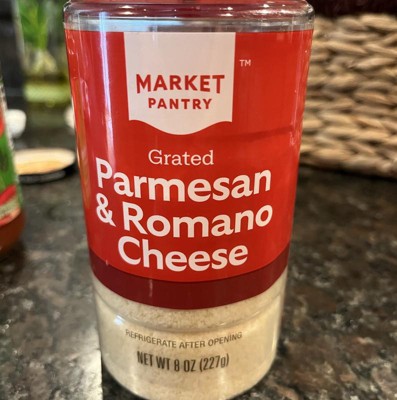 MARKET
PANTRY
™
Grated
Parmesan
& Romano
Cheese
REFRIGERATE AFTER OPENING
NET WT 8 OZ (227g)